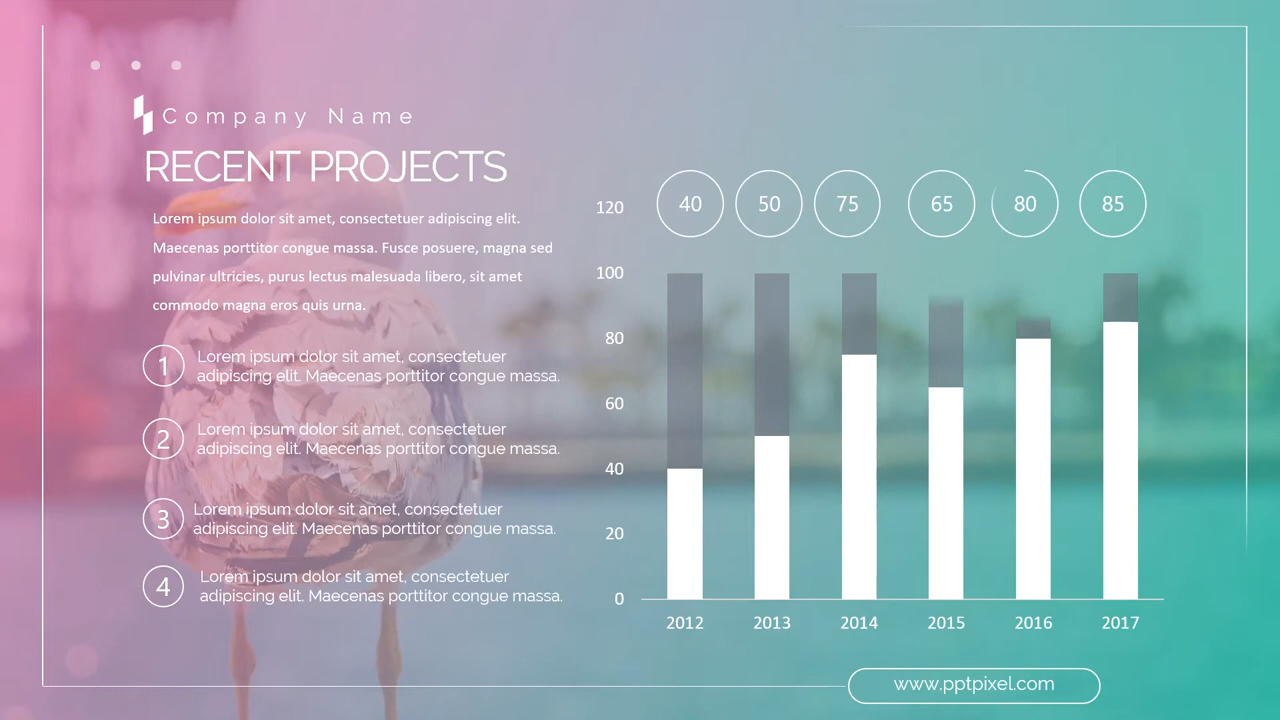 Company Name
RECENT PROJECTS
Lorem ipsum dolor sit amet, consectetuer adipiscing elit.
Maecenas porttitor congue massa. Fusce posuere, magna sed
pulvinar ultricies, purus lectus malesuada libero, sit amet
commodo magna eros quis urna.
1
Lorem ipsum dolor sit amet, consectetuer
adipiscing elit. Maecenas porttitor congue massa.
2
Lorem ipsum dolor sit amet, consectetuer
adipiscing elit. Maecenas porttitor congue massa.
3
Lorem ipsum dolor sit amet, consectetuer
adipiscing elit. Maecenas porttitor congue massa.
4
Lorem ipsum dolor sit amet, consectetuer
adipiscing elit. Maecenas porttitor congue massa.
40 50 75 65 80 85
120
100
80
60
40
20
0
2012 2013 2014 2015 2016 2017
www.pptpixel.com